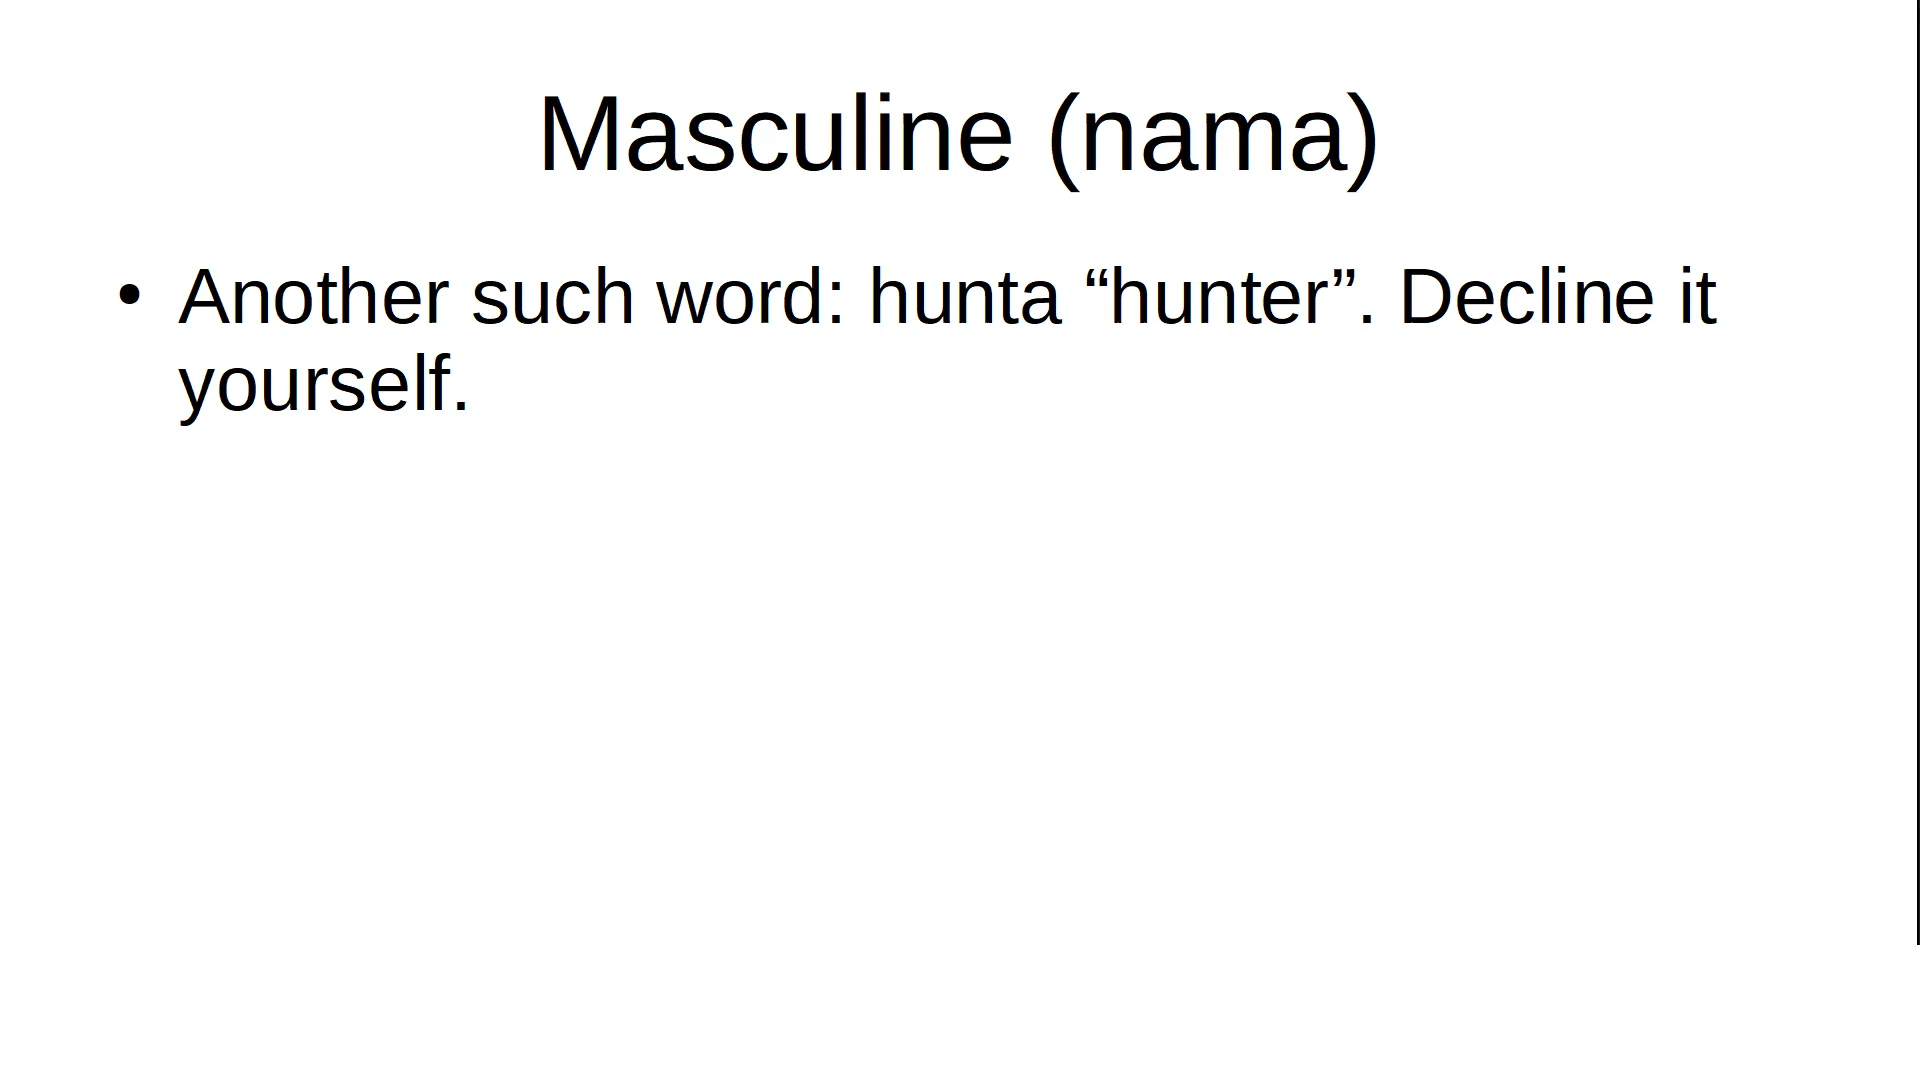 Masculine (nama)
• Another such word: hunta “hunter”. Decline it
yourself.